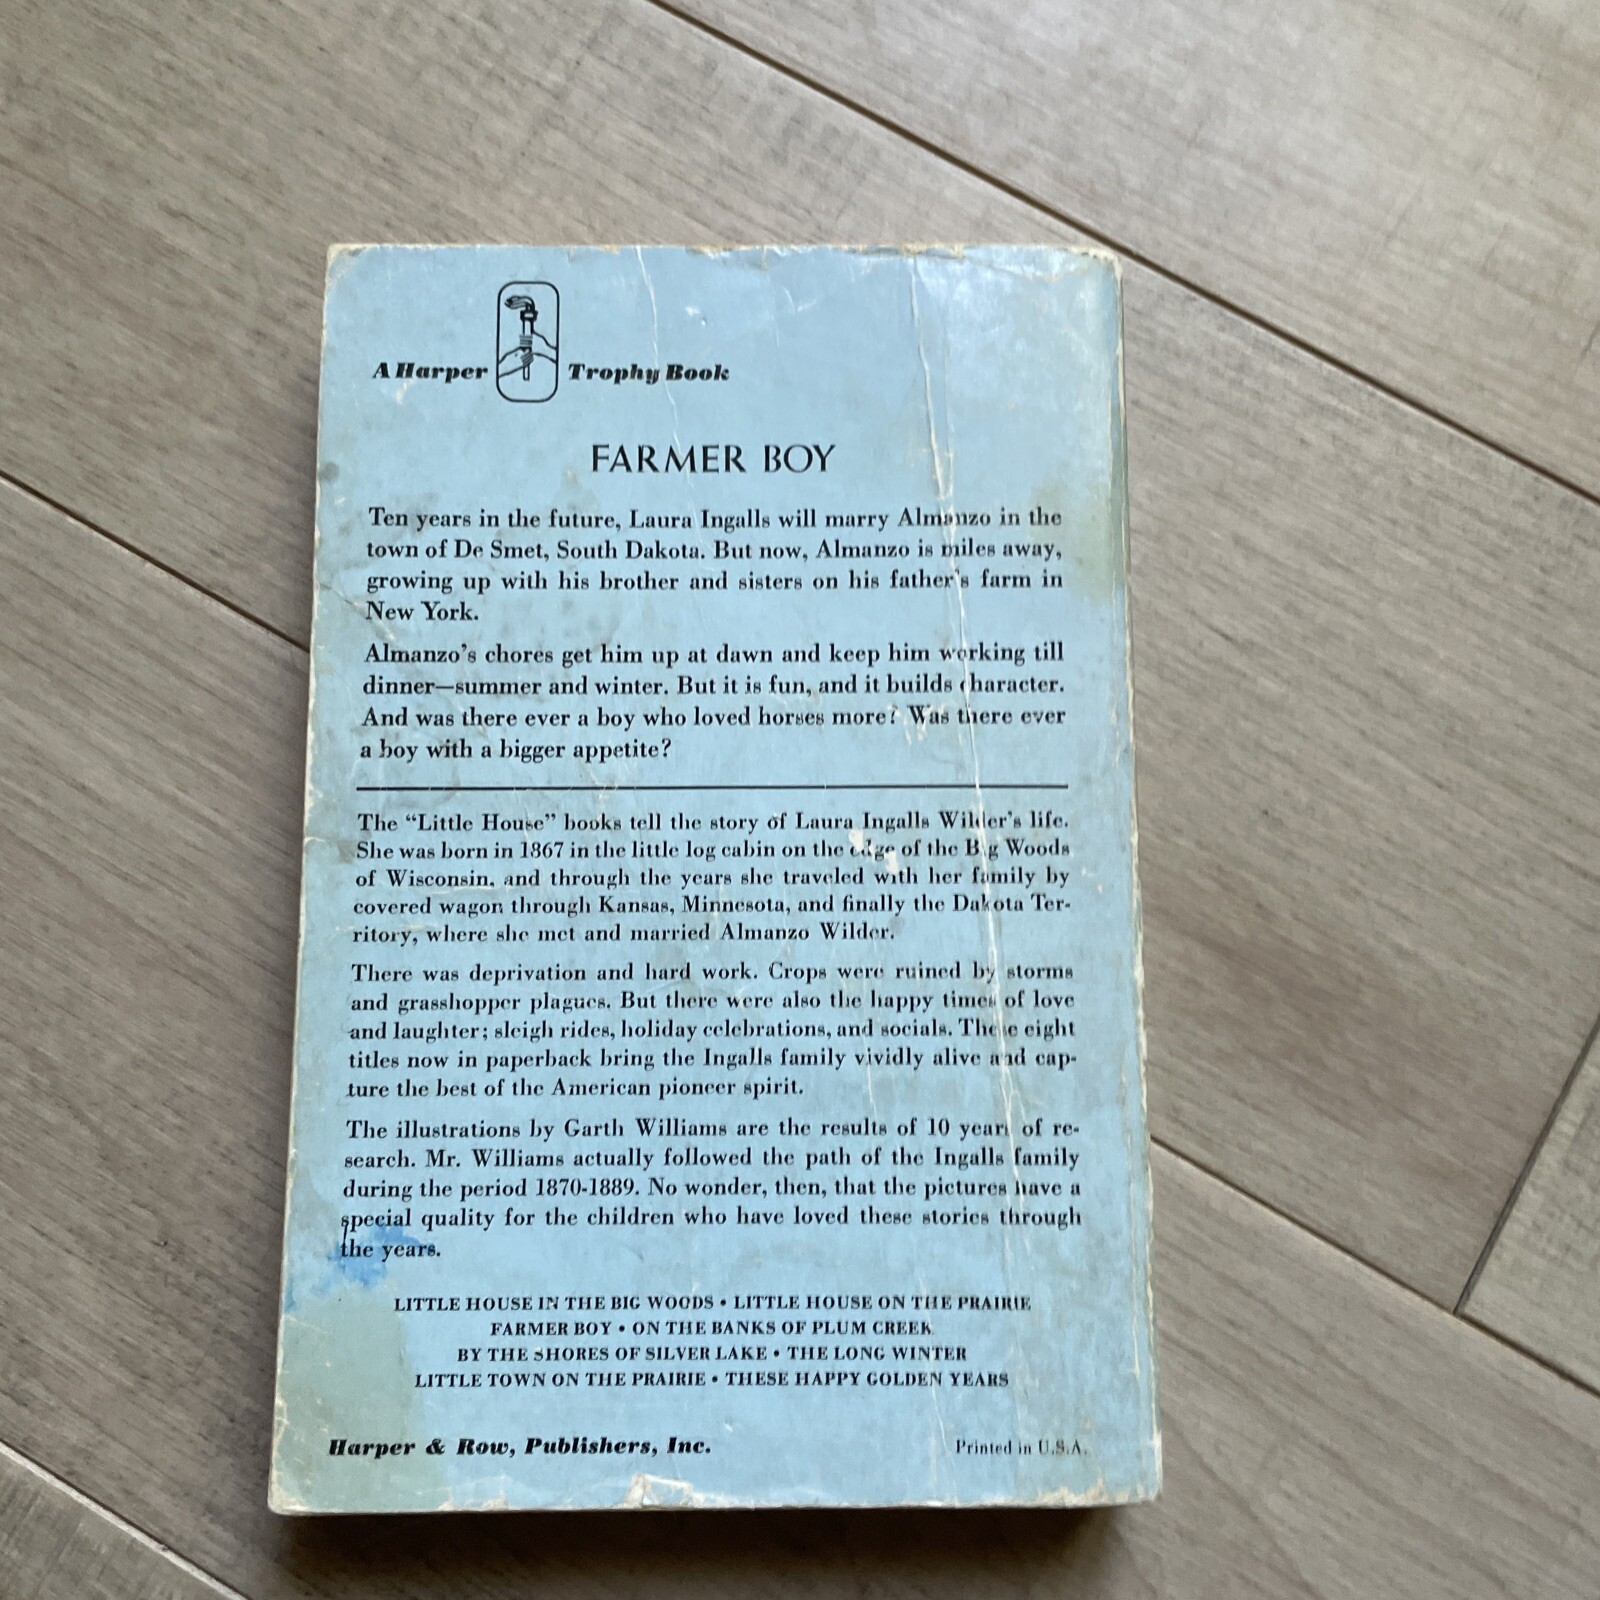 A Harper Trophy Book
FARMER BOY
Ten years in the future, Laura Ingalls will marry Almanzo in the
town of De Smet, South Dakota. But now, Almanzo is miles away,
growing up with his brother and sisters on his father's farm in
New York.
Almanzo's chores get him up at dawn and keep him working till
dinner—summer and winter. But it is fun, and it builds character.
And was there ever a boy who loved horses more? Was there ever
a boy with a bigger appetite?
The “Little House” books tell the story of Laura Ingalls Wilder's life.
She was born in 1867 in the little log cabin on the edge of the Big Woods
of Wisconsin, and through the years she traveled with her family by
covered wagon through Kansas, Minnesota, and finally the Dakota Ter-
ritory, where she met and married Almanzo Wilder.
There was deprivation and hard work. Crops were ruined by storms
and grasshopper plagues. But there were also the happy times of love
and laughter; sleigh rides, holiday celebrations, and socials. These eight
titles now in paperback bring the Ingalls family vividly alive and cap-
ture the best of the American pioneer spirit.
The illustrations by Garth Williams are the results of 10 years of re-
search. Mr. Williams actually followed the path of the Ingalls family
during the period 1870-1889. No wonder, then, that the pictures have a
special quality for the children who have loved these stories through
the years.
LITTLE HOUSE IN THE BIG WOODS • LITTLE HOUSE ON THE PRAIRIE
FARMER BOY • ON THE BANKS OF PLUM CREEK
BY THE SHORES OF SILVER LAKE • THE LONG WINTER
LITTLE TOWN ON THE PRAIRIE • THESE HAPPY GOLDEN YEARS
Harper & Row, Publishers, Inc.
Printed in U.S.A.